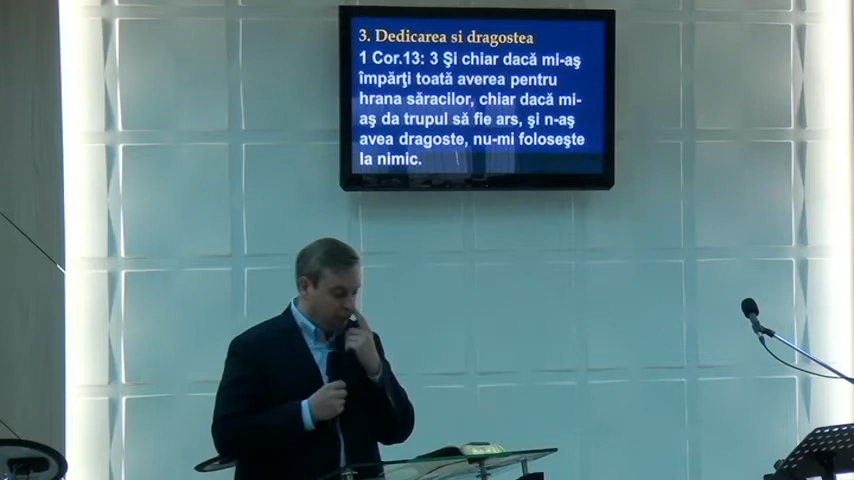 3. Dedicarea si dragostea
1 Cor.13: 3 Şi chiar dacă mi-aş
împărţi toată averea pentru
hrana săracilor, chiar dacă mi-
aş da trupul să fie ars, şi n-aş
avea dragoste, nu-mi foloseşte
la nimic.